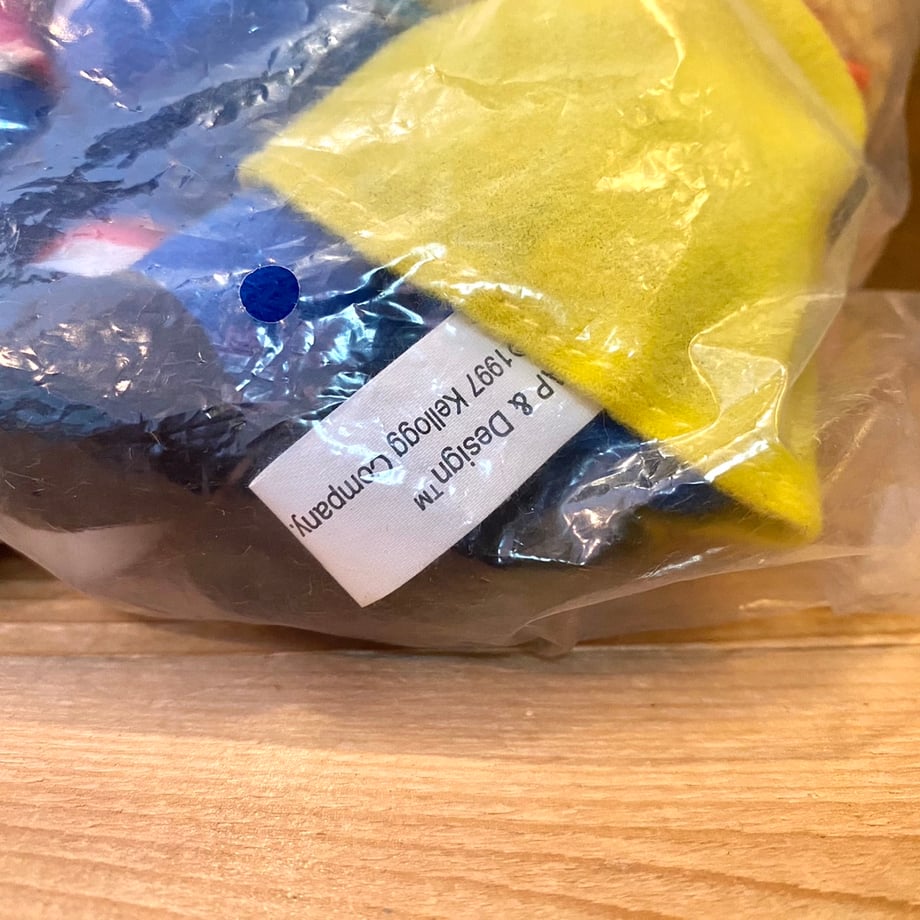 & Design™
©1997 Kellogg Company.